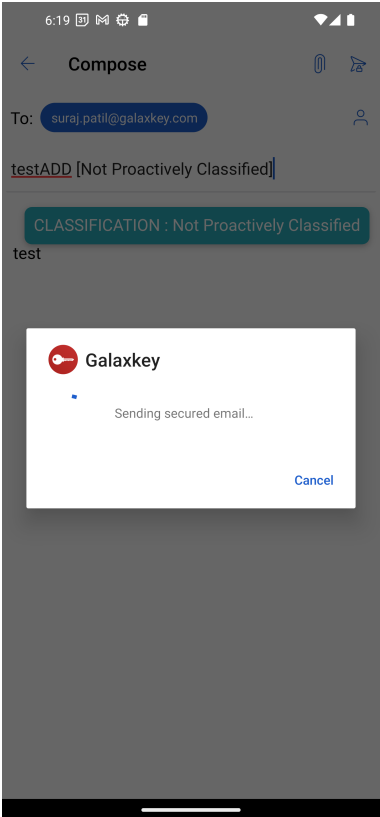 6:19 31
Compose
To: suraj.patil@galaxkey.com
testADD [Not Proactively Classified]
CLASSIFICATION : Not Proactively Classified
test
Galaxkey
Sending secured email...
Cancel